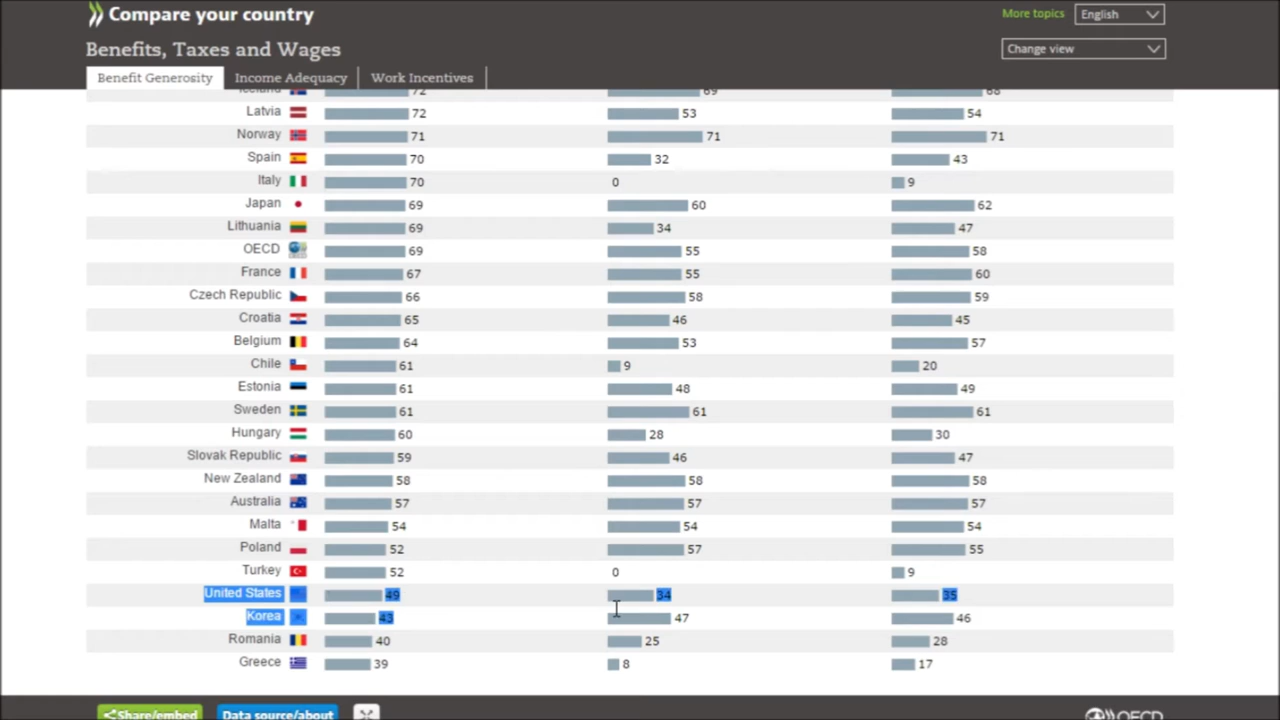 Compare your country
More topics English
Benefits, Taxes and Wages
Change view
Benefit Generosity Income Adequacy Work Incentives
Iceland 72 69 68
Latvia 72 53 54
Norway 71 71 71
Spain 70 32 43
Italy 70 0 9
Japan 69 60 62
Lithuania 69 34 47
OECD 69 55 58
France 67 55 60
Czech Republic 66 58 59
Croatia 65 46 45
Belgium 64 53 57
Chile 61 9 20
Estonia 61 48 49
Sweden 61 61 61
Hungary 60 28 30
Slovak Republic 59 46 47
New Zealand 58 58 58
Australia 57 57 57
Malta 54 54 54
Poland 52 57 55
Turkey 52 0 9
United States 49 34 35
Korea 43 47 46
Romania 40 25 28
Greece 39 8 17
Share/embed Data source/about OECD